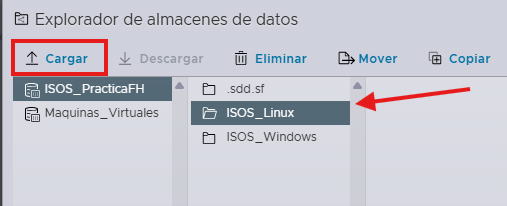 Explorador de almacenes de datos
Cargar Descargar Eliminar Mover Copiar
ISOS_PracticaFH .sdd.sf
Maquinas_Virtuales ISOS_Linux
ISOS_Windows